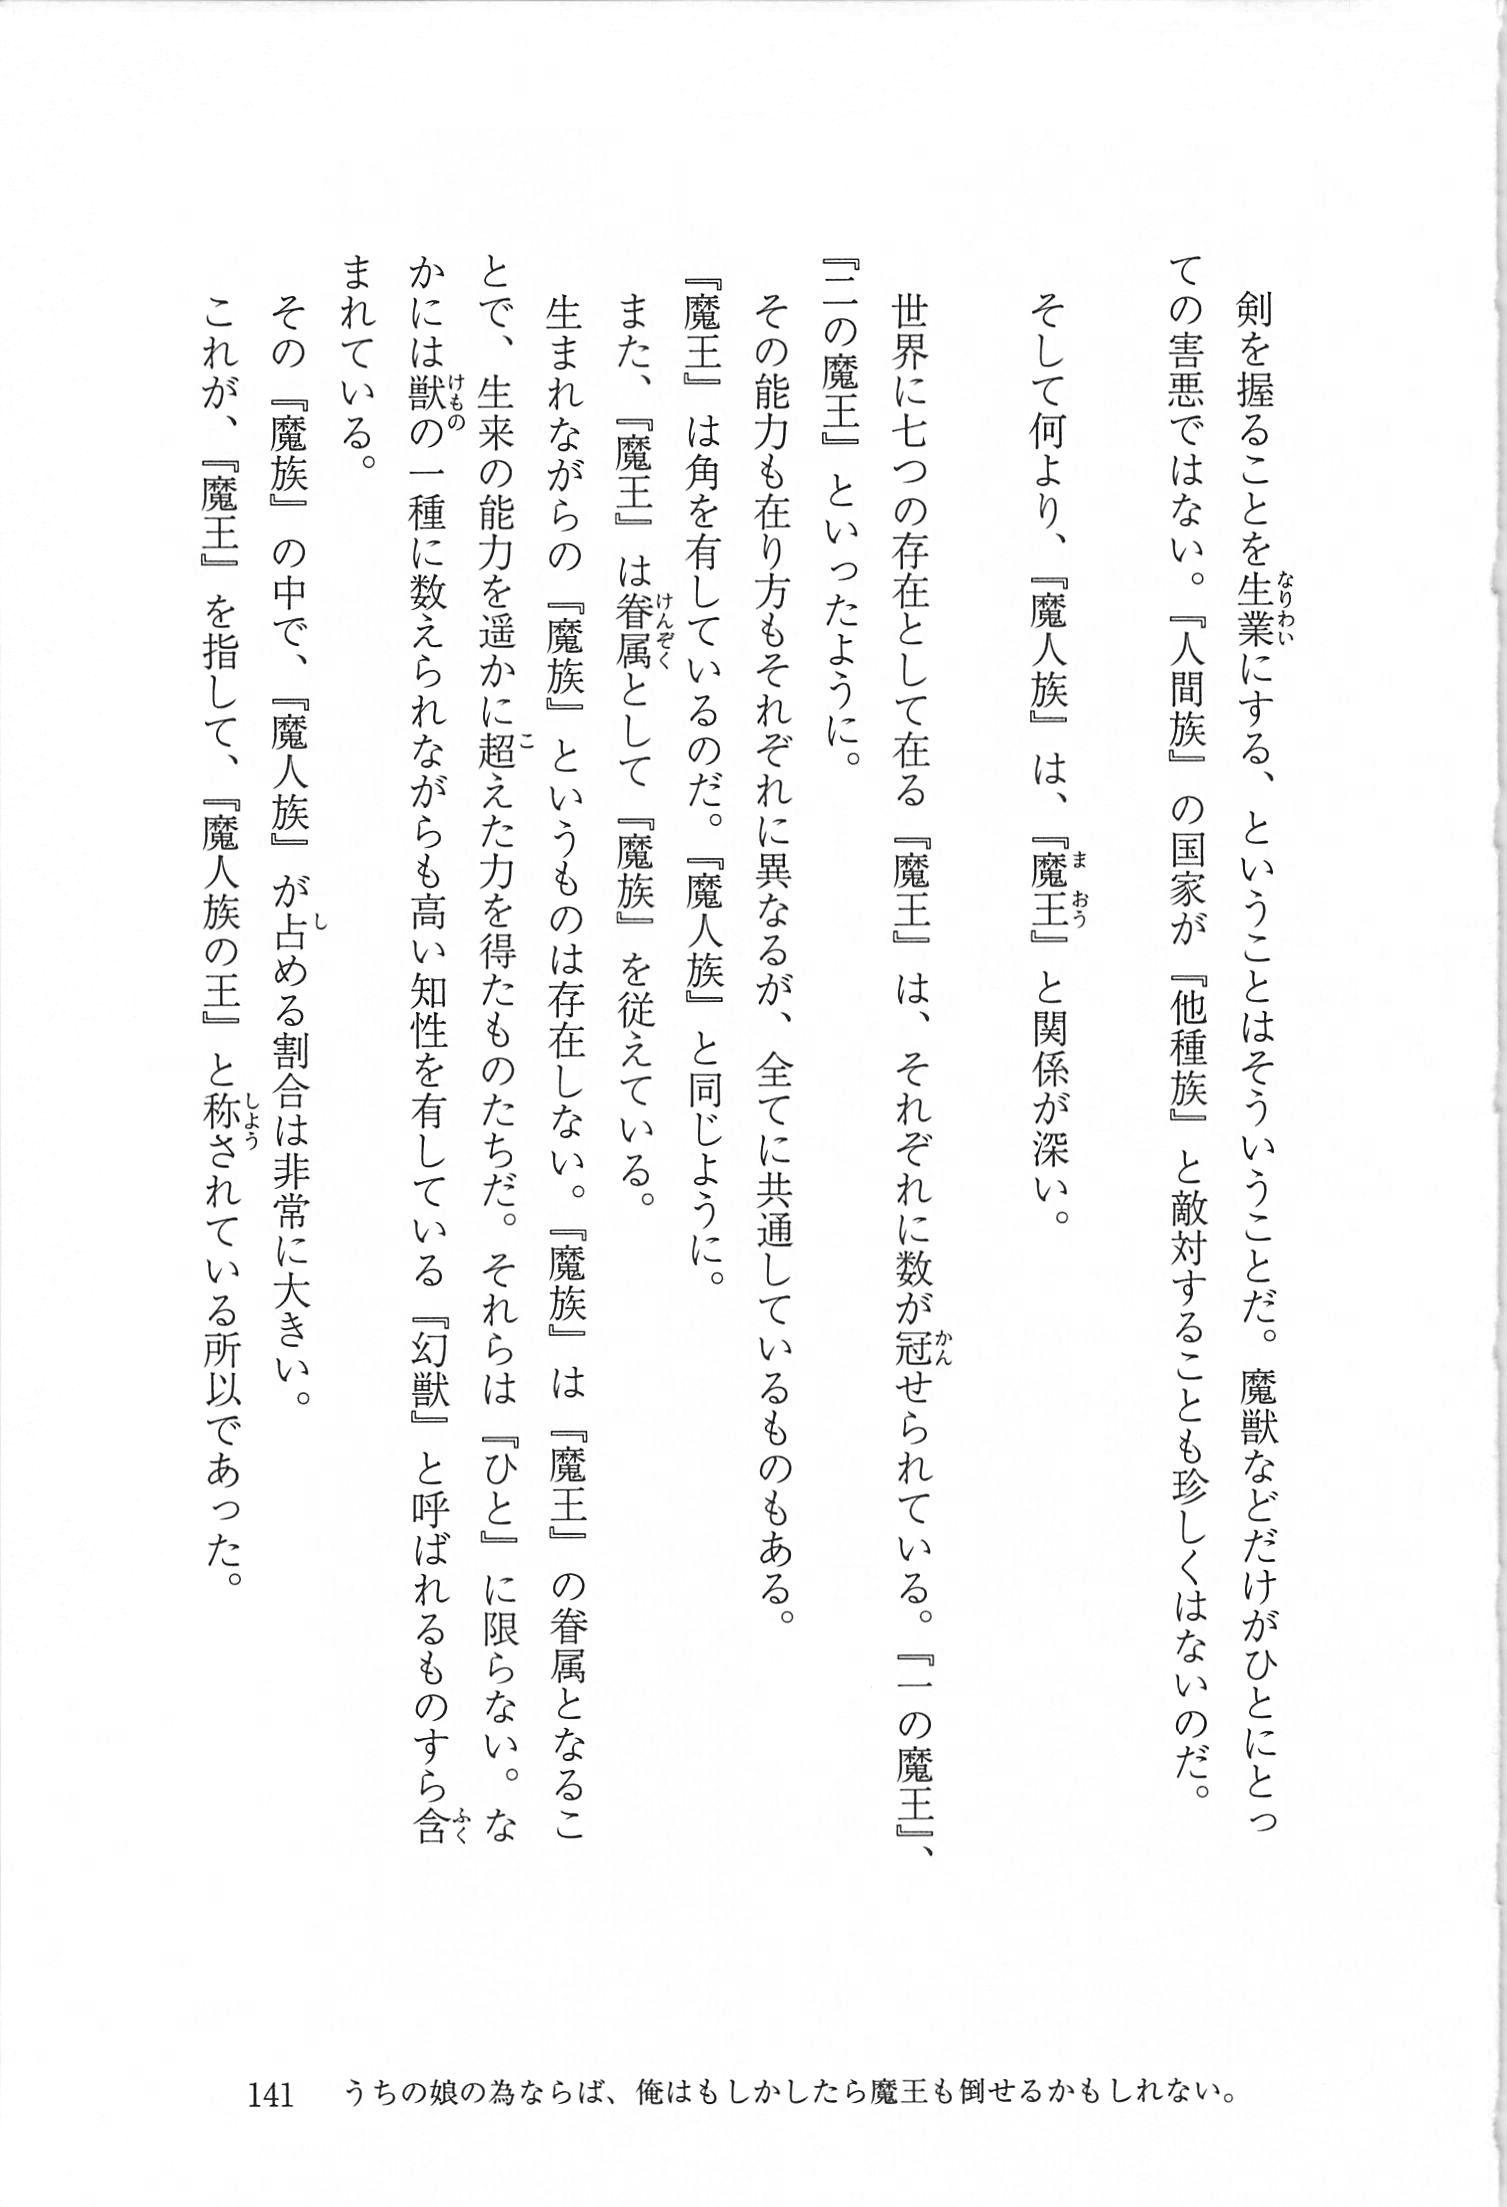 剣を握ることを生業にする、ということはそういうことだ。魔獣などだけがひとにとっ
ての害悪ではない。『人間族』の国家が『他種族』と敵対することも珍しくはないのだ。
そして何より、『魔人族』は、『魔王』と関係が深い。
世界に七つの存在として在る『魔王』は、それぞれに数が冠せられている。『一の魔王』、
『二の魔王』といったように。
その能力も在り方もそれぞれに異なるが、全てに共通しているものもある。
『魔王』は角を有しているのだ。『魔人族』と同じように。
また、『魔王』は眷属として『魔族』を従えている。
生まれながらの『魔族』というものは存在しない。『魔族』は『魔王』の眷属となるこ
とで、生来の能力を遥かに超えた力を得たものたちだ。それらは『ひと』に限らない。な
かには獣の一種に数えられながらも高い知性を有している『幻獣』と呼ばれるものすら含
まれている。
その『魔族』の中で、『魔人族』が占める割合は非常に大きい。
これが、『魔王』を指して、『魔人族の王』と称されている所以であった。
141 うちの娘の為ならば、俺はもしかしたら魔王も倒せるかもしれない。